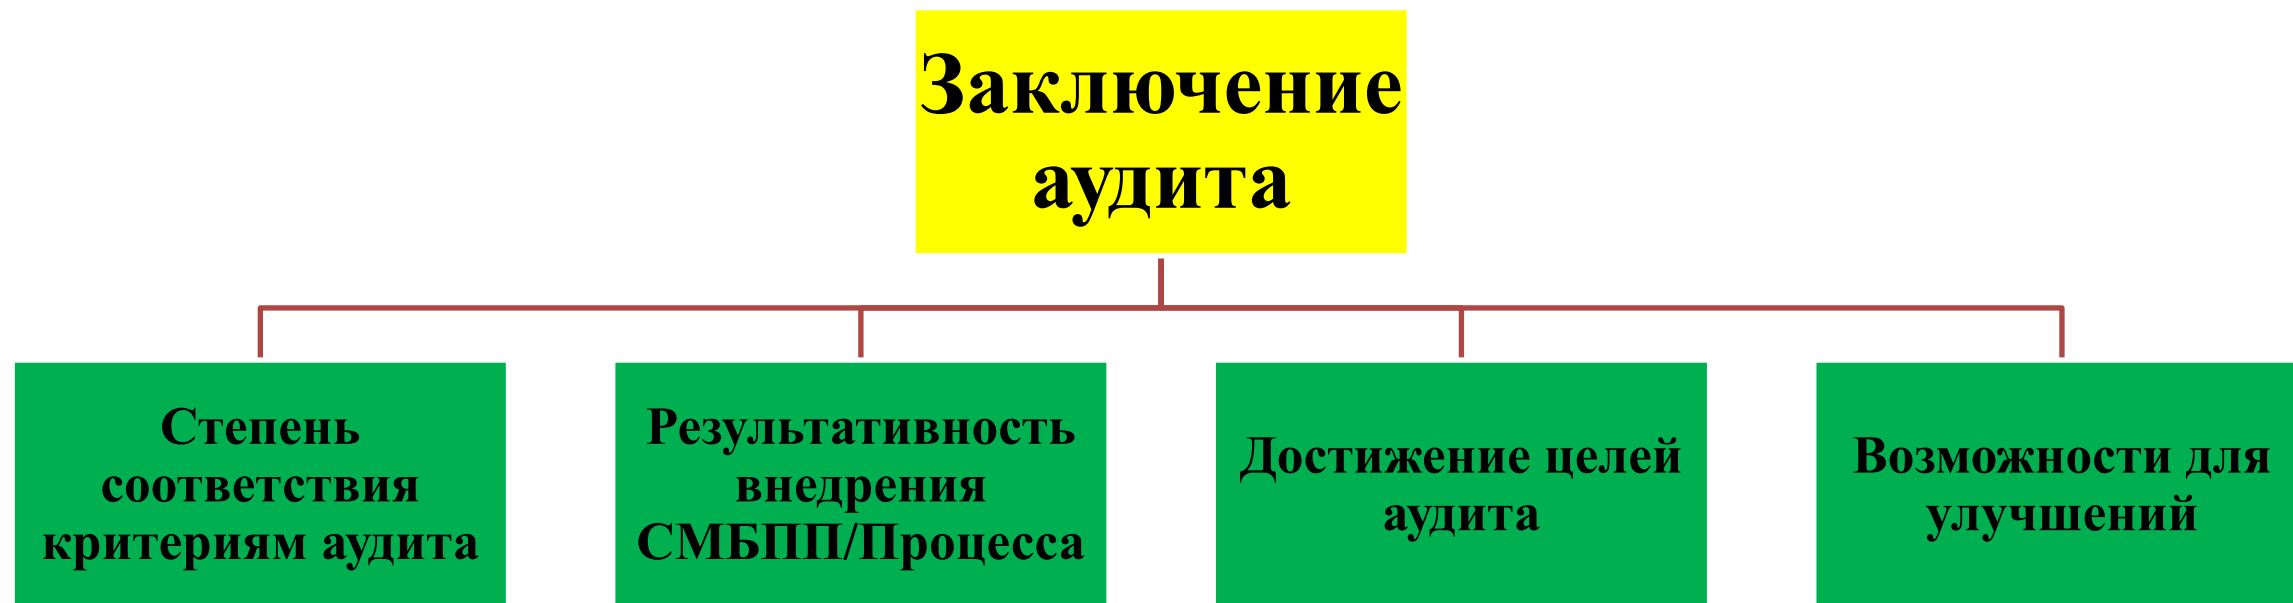 Заключение
аудита
Степень
соответствия
критериям аудита
Результативность
внедрения
СМБПП/Процесса
Достижение целей
аудита
Возможности для
улучшений